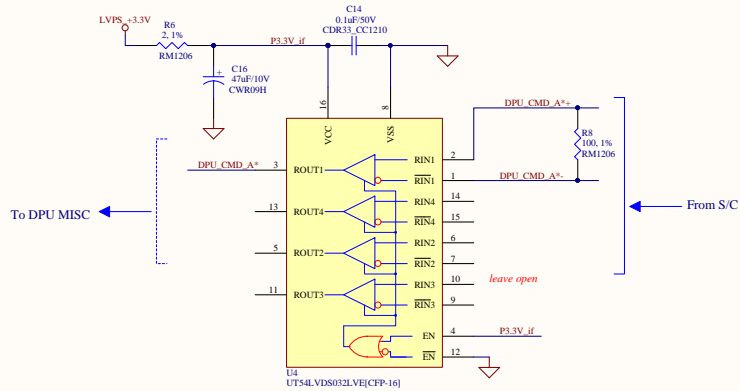 LVPS_+3.3V
R6
2, 1%
RM1206
P3.3V_if
C14
0.1uF/50V
CDR33_CC1210
C16
47uF/10V
CWR09H
16
8
VCC
VSS
DPU_CMD_A*+
R8
100, 1%
RM1206
DPU_CMD_A*-
DPU_CMD_A*
3
ROUT1
RIN1
2
RIN1
1
RIN4
14
13
ROUT4
RIN4
15
To DPU MISC
From S/C
RIN2
6
5
ROUT2
RIN2
7
RIN3
10
leave open
11
ROUT3
RIN3
9
EN
4
P3.3V_if
EN
12
U4
UT54LVDS032LVE[CFP-16]